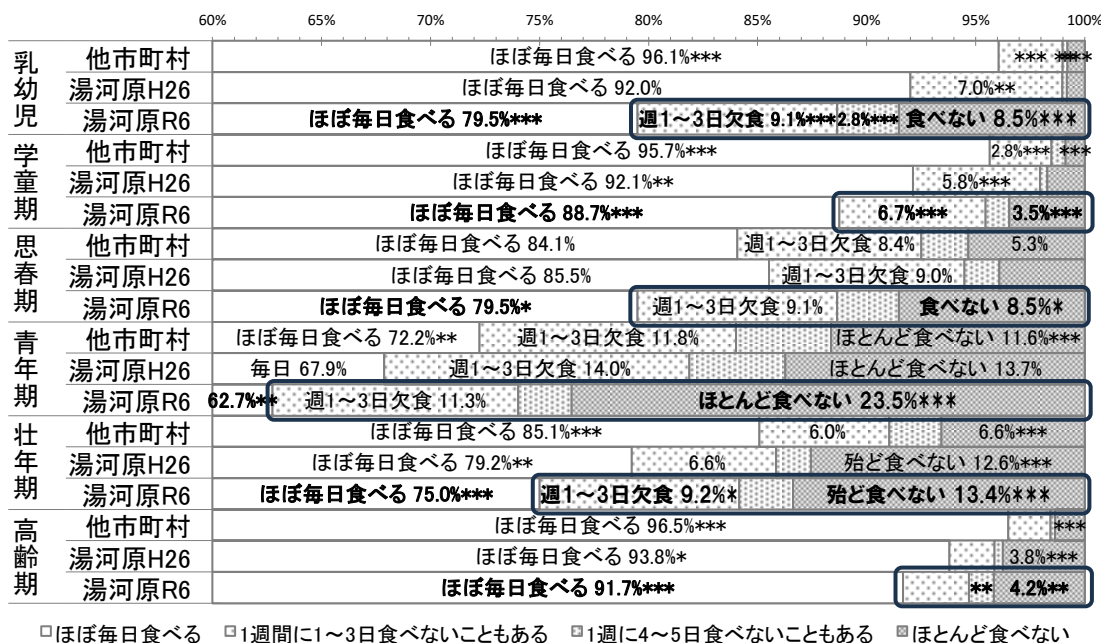 60% 65% 70% 75% 80% 85% 90% 95% 100%
乳幼児
他市町村 ほぼ毎日食べる 96.1%*** ***
湯河原H26 ほぼ毎日食べる 92.0% 7.0%**
湯河原R6 ほぼ毎日食べる 79.5%*** 週1～3日欠食 9.1%*** 2.8%*** 食べない 8.5%***
学童期
他市町村 ほぼ毎日食べる 95.7%*** 2.8%*** ***
湯河原H26 ほぼ毎日食べる 92.1%** 5.8%***
湯河原R6 ほぼ毎日食べる 88.7%*** 6.7%*** 3.5%***
思春期
他市町村 ほぼ毎日食べる 84.1% 週1～3日欠食 8.4% 5.3%
湯河原H26 ほぼ毎日食べる 85.5% 週1～3日欠食 9.0%
湯河原R6 ほぼ毎日食べる 79.5%* 週1～3日欠食 9.1% 食べない 8.5%*
青年期
他市町村 ほぼ毎日食べる 72.2%** 週1～3日欠食 11.8% ほとんど食べない 11.6%***
湯河原H26 毎日 67.9% 週1～3日欠食 14.0% ほとんど食べない 13.7%
湯河原R6 62.7%** 週1～3日欠食 11.3% ほとんど食べない 23.5%***
壮年期
他市町村 ほぼ毎日食べる 85.1%*** 6.0% 6.6%***
湯河原H26 ほぼ毎日食べる 79.2%** 6.6% 殆ど食べない 12.6%***
湯河原R6 ほぼ毎日食べる 75.0%*** 週1～3日欠食 9.2%* 殆ど食べない 13.4%***
高齢期
他市町村 ほぼ毎日食べる 96.5%*** ***
湯河原H26 ほぼ毎日食べる 93.8%* 3.8%***
湯河原R6 ほぼ毎日食べる 91.7%*** ** 4.2%**
ほぼ毎日食べる 1週間に1～3日食べないこともある 1週に4～5日食べないこともある ほとんど食べない